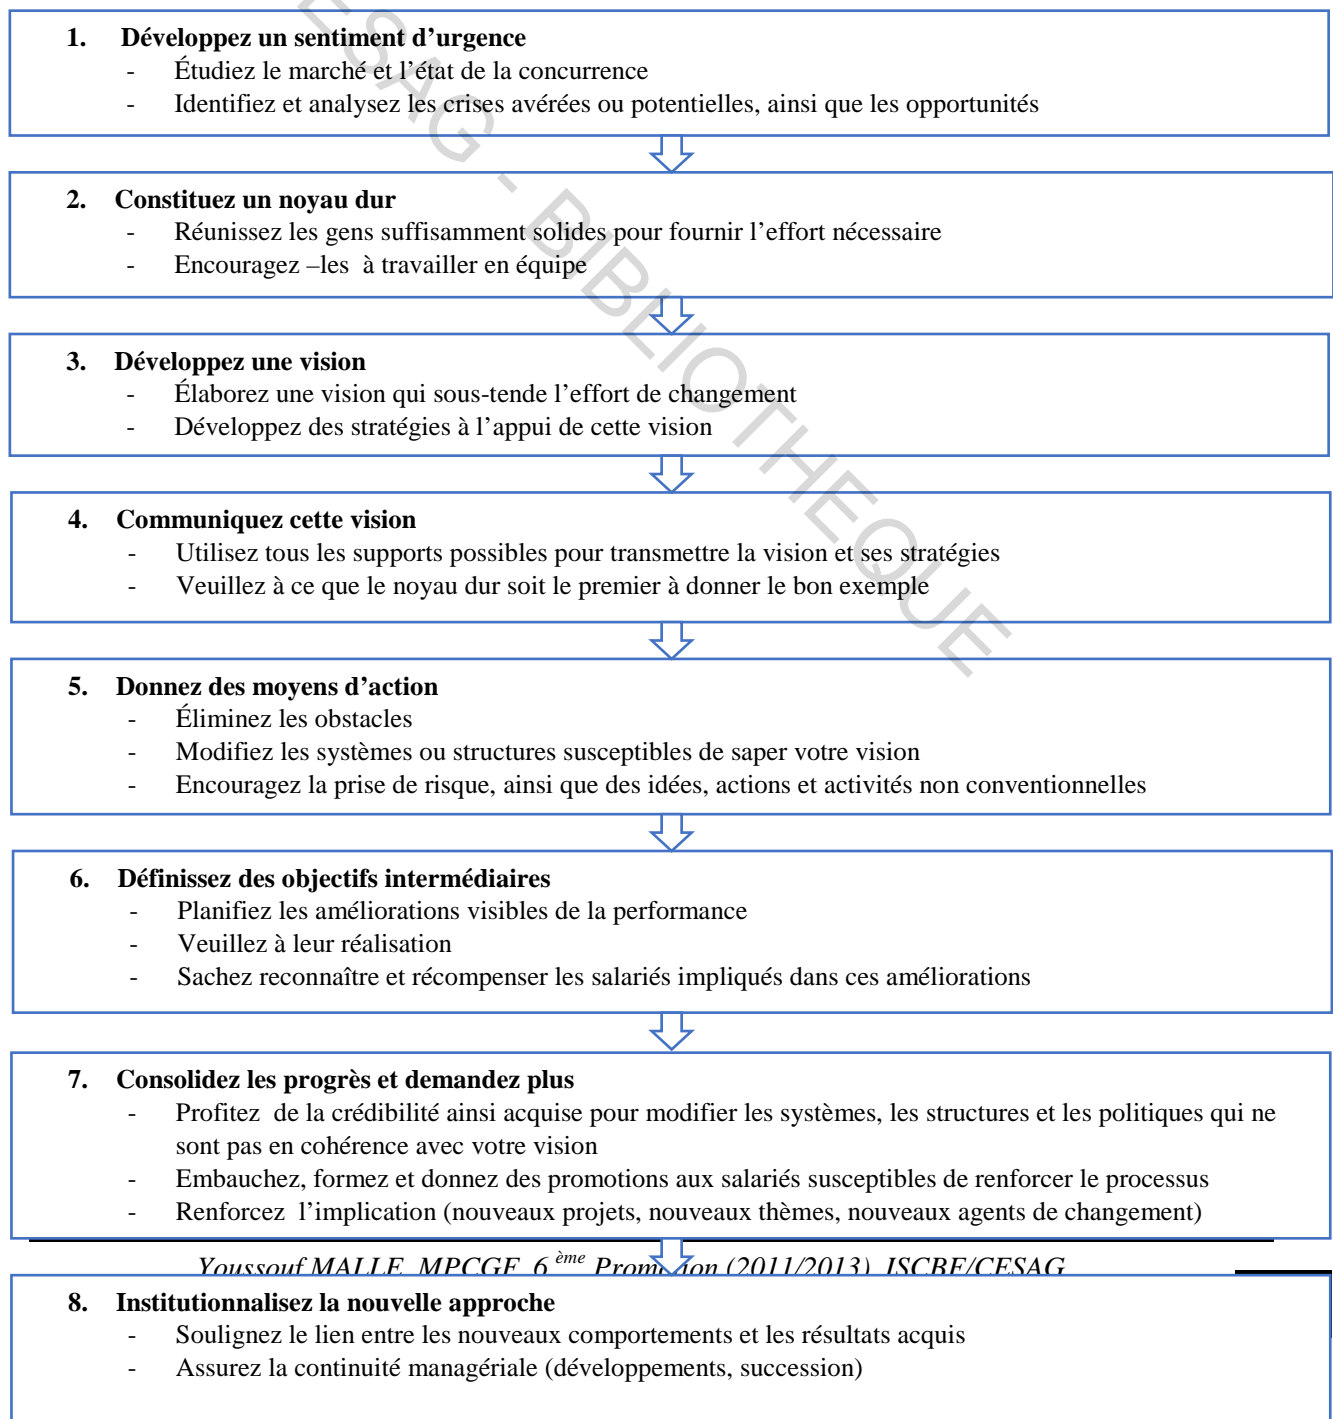 1. Développez un sentiment d’urgence
- Étudiez le marché et l’état de la concurrence
- Identifiez et analysez les crises avérées ou potentielles, ainsi que les opportunités
2. Constituez un noyau dur
- Réunissez les gens suffisamment solides pour fournir l’effort nécessaire
- Encouragez –les à travailler en équipe
3. Développez une vision
- Élaborez une vision qui sous-tende l’effort de changement
- Développez des stratégies à l’appui de cette vision
4. Communiquez cette vision
- Utilisez tous les supports possibles pour transmettre la vision et ses stratégies
- Veuillez à ce que le noyau dur soit le premier à donner le bon exemple
5. Donnez des moyens d’action
- Éliminez les obstacles
- Modifiez les systèmes ou structures susceptibles de saper votre vision
- Encouragez la prise de risque, ainsi que des idées, actions et activités non conventionnelles
6. Définissez des objectifs intermédiaires
- Planifiez les améliorations visibles de la performance
- Veuillez à leur réalisation
- Sachez reconnaître et récompenser les salariés impliqués dans ces améliorations
7. Consolidez les progrès et demandez plus
- Profitez de la crédibilité ainsi acquise pour modifier les systèmes, les structures et les politiques qui ne
sont pas en cohérence avec votre vision
- Embauchez, formez et donnez des promotions aux salariés susceptibles de renforcer le processus
- Renforcez l’implication (nouveaux projets, nouveaux thèmes, nouveaux agents de changement)
Youssouf MALLE MPCGF 6 ème Promotion (2011/2013) ISCBF/CESAG
8. Institutionnalisez la nouvelle approche
- Soulignez le lien entre les nouveaux comportements et les résultats acquis
- Assurez la continuité managériale (développements, succession)
ESAG - BIBLIOTHEQUE